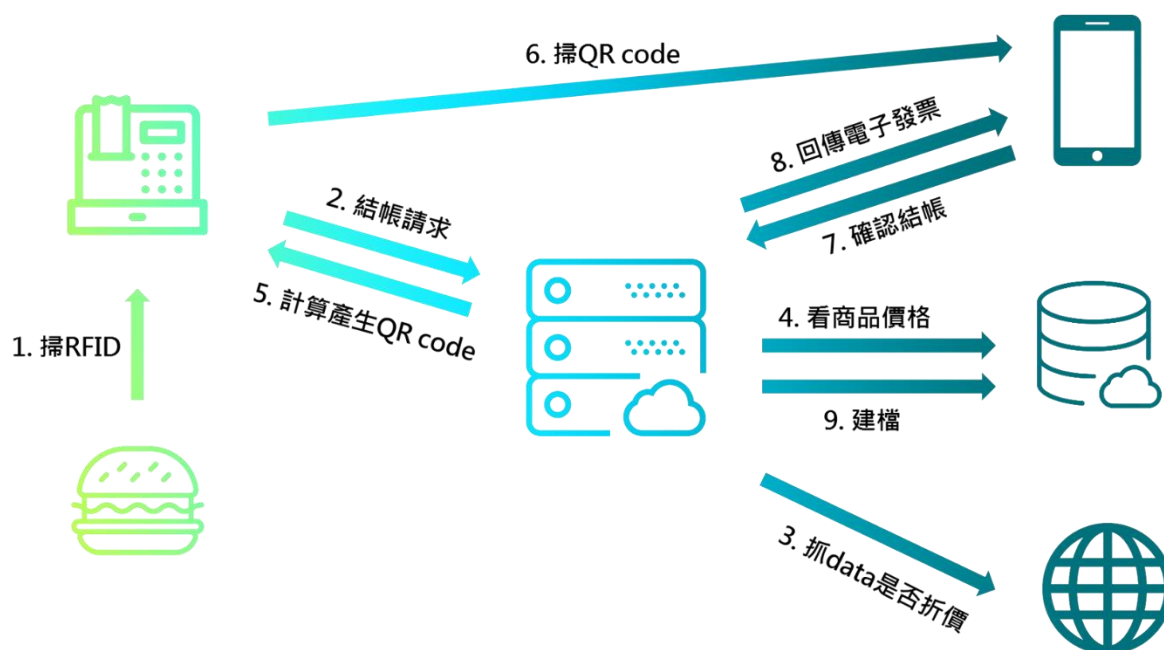 6. 掃QR code
8. 回傳電子發票
7. 確認結帳
2. 結帳請求
5. 計算產生QR code
1. 掃RFID
4. 看商品價格
9. 建檔
3. 抓data是否折價